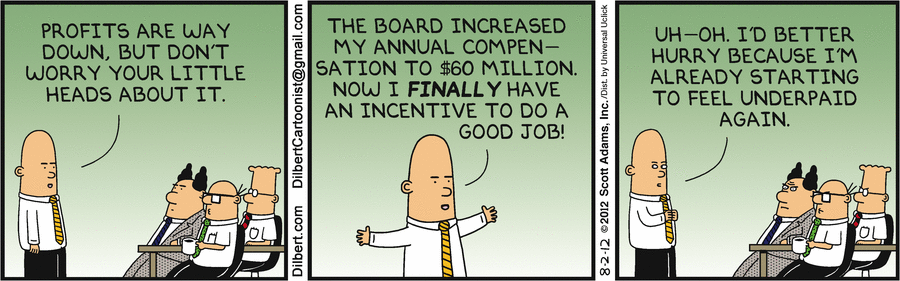 PROFITS ARE WAY
DOWN, BUT DON'T
WORRY YOUR LITTLE
HEADS ABOUT IT.
Dilbert.com DilbertCartoonist@gmail.com
THE BOARD INCREASED
MY ANNUAL COMPEN–
SATION TO $60 MILLION.
NOW I FINALLY HAVE
AN INCENTIVE TO DO A
GOOD JOB!
8-2-12 © 2012 Scott Adams, Inc. /Dist. by Universal Uclick
UH–OH. I'D BETTER
HURRY BECAUSE I'M
ALREADY STARTING
TO FEEL UNDERPAID
AGAIN.